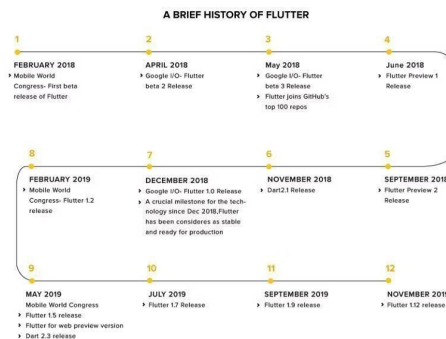 A BRIEF HISTORY OF FLUTTER
1
FEBRUARY 2018
Mobile World
Congress- First beta
release of Flutter
2
APRIL 2018
Google I/O- Flutter
beta 2 Release
3
May 2018
Google I/O- Flutter
beta 3 Release
Flutter joins GitHub's
top 100 repos
4
June 2018
Flutter Preview 1
Release
5
SEPTEMBER 2018
Flutter Preview 2
Release
6
NOVEMBER 2018
Dart2.1 Release
7
DECEMBER 2018
Google I/O- Flutter 1.0 Release
A crucial milestone for the tech-
nology since Dec 2018,Flutter
has been consideres as stable
and ready for production
8
FEBRUARY 2019
Mobile World
Congress- Flutter 1.2
release
9
MAY 2019
Mobile World Congress
Flutter 1.5 release
Flutter for web preview version
Dart 2.3 release
10
JULY 2019
Flutter 1.7 Release
11
SEPTEMBER 2019
Flutter 1.9 release
12
NOVEMBER 2019
Flutter 1.12 release